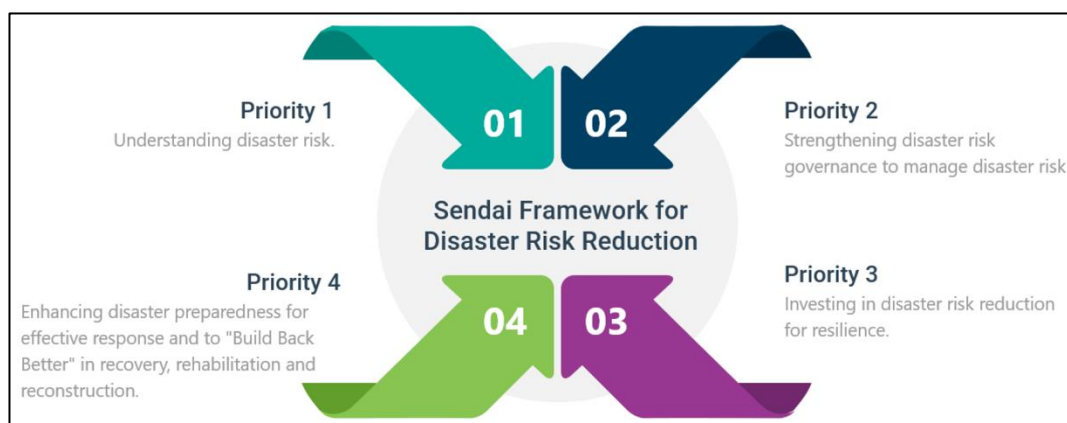 01
02
Priority 1
Understanding disaster risk.
Priority 2
Strengthening disaster risk
governance to manage disaster risk
Sendai Framework for
Disaster Risk Reduction
Priority 3
Investing in disaster risk reduction
for resilience.
Priority 4
Enhancing disaster preparedness for
effective response and to "Build Back
Better" in recovery, rehabilitation and
reconstruction.
04
03